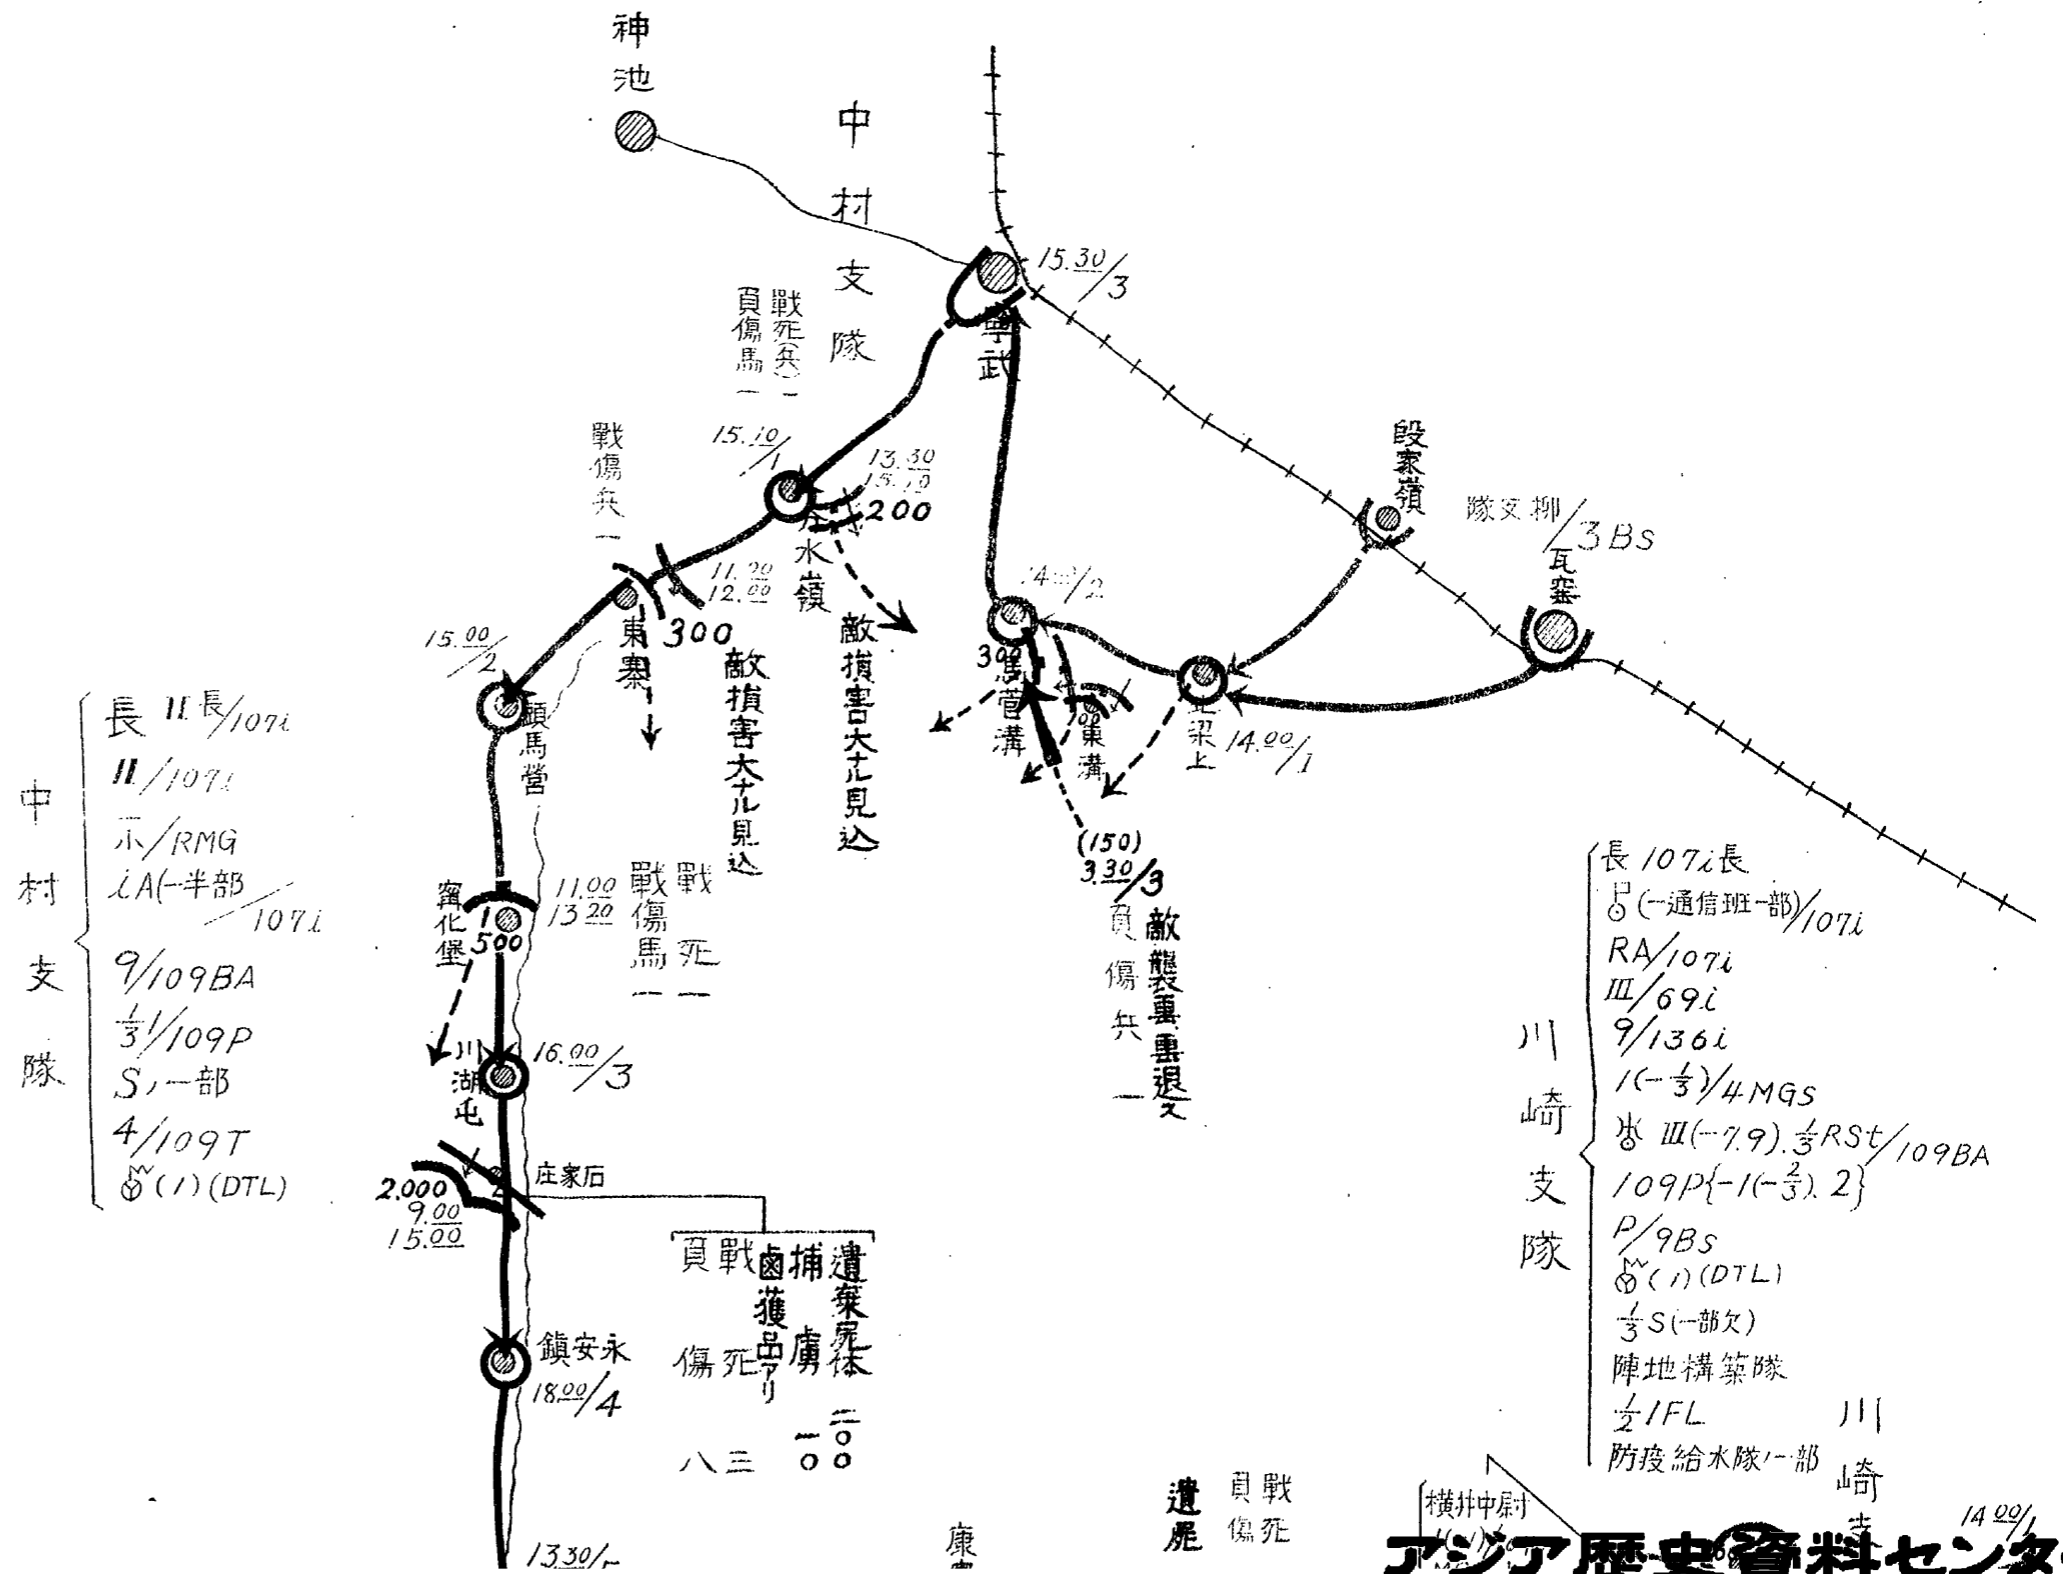 神池
中村支隊
15.30/3
寧武
戰死(兵)一
負傷馬一
15.10/1
13.30
15.10
200
分水嶺
敵損害大ナル見込
戰傷兵一
11.20
12.00
300
東寨
敵損害大ナル見込
15.00/2
頭馬營
11.00
13.20
500
寗化堡
戰死一
戰傷馬一
川湖屯
16.00/3
庄家石
2.000
9.00
15.00
遺棄屍体二〇〇
捕虜一〇
鹵獲品アリ
戰死三
負傷八
鎮安永
18.00/4
13.30/
段家嶺
隊支柳/3Bs
瓦窰
14.00/2
300
馬菅溝
東溝
梁上
14.00/1
(150)
3.30/3
敵襲
負傷兵一
中村支隊
長 II長/107i
II/107i
/RMG
iA(一半部/107i
9/109BA
1/3 1/109P
S,一部
4/109T
(1)(DTL)
川崎支隊
長 107i長
(一通信班一部)/107i
RA/107i
III/69i
9/136i
1(-1/3)/4MGS
III(-7.9).1/3RSt/109BA
109P{-1(-2/3).2}
P/9Bs
(1)(DTL)
1/3S(一部欠)
陣地構築隊
1/2 1FL
防疫給水隊ノ一部
川崎支
14.00/1
横井中尉
戰死
負傷
遺屍
康
アジア歴史資料センター